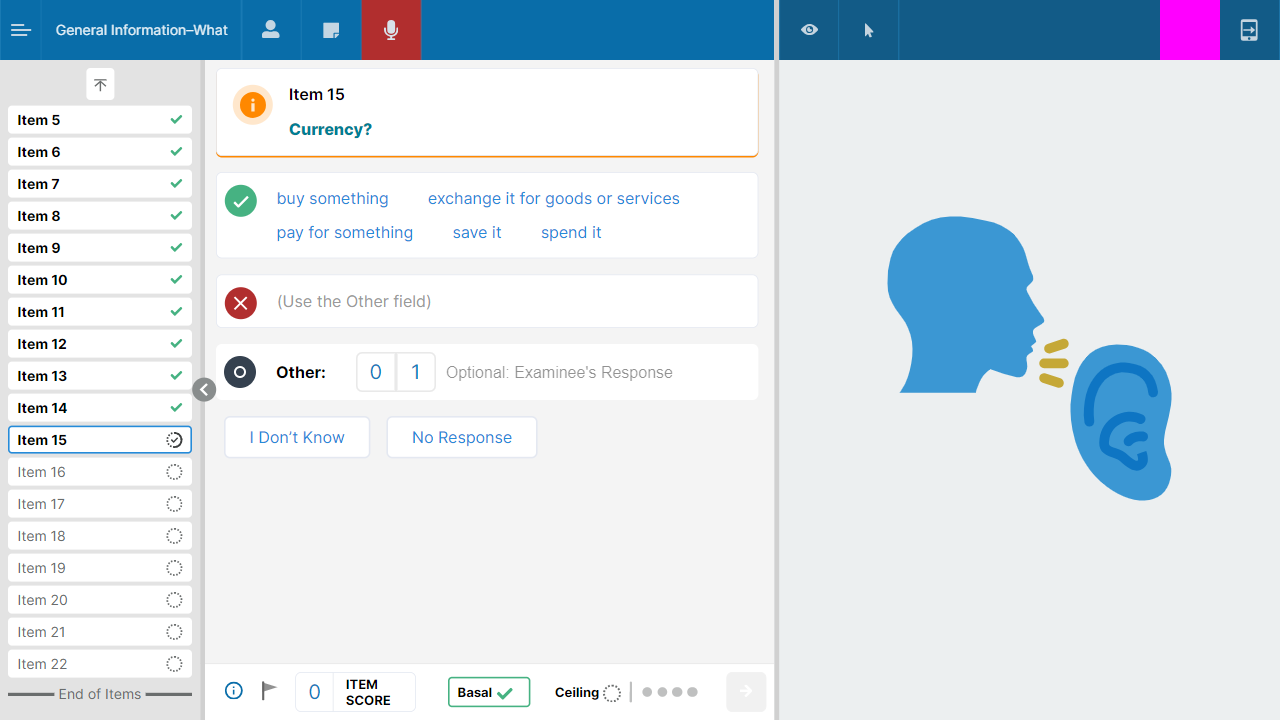 General Information–What
Item 5
Item 6
Item 7
Item 8
Item 9
Item 10
Item 11
Item 12
Item 13
Item 14
Item 15
Item 16
Item 17
Item 18
Item 19
Item 20
Item 21
Item 22
End of Items
Item 15
Currency?
buy something exchange it for goods or services
pay for something save it spend it
(Use the Other field)
Other: 0 1 Optional: Examinee's Response
I Don't Know No Response
0 ITEM SCORE Basal Ceiling